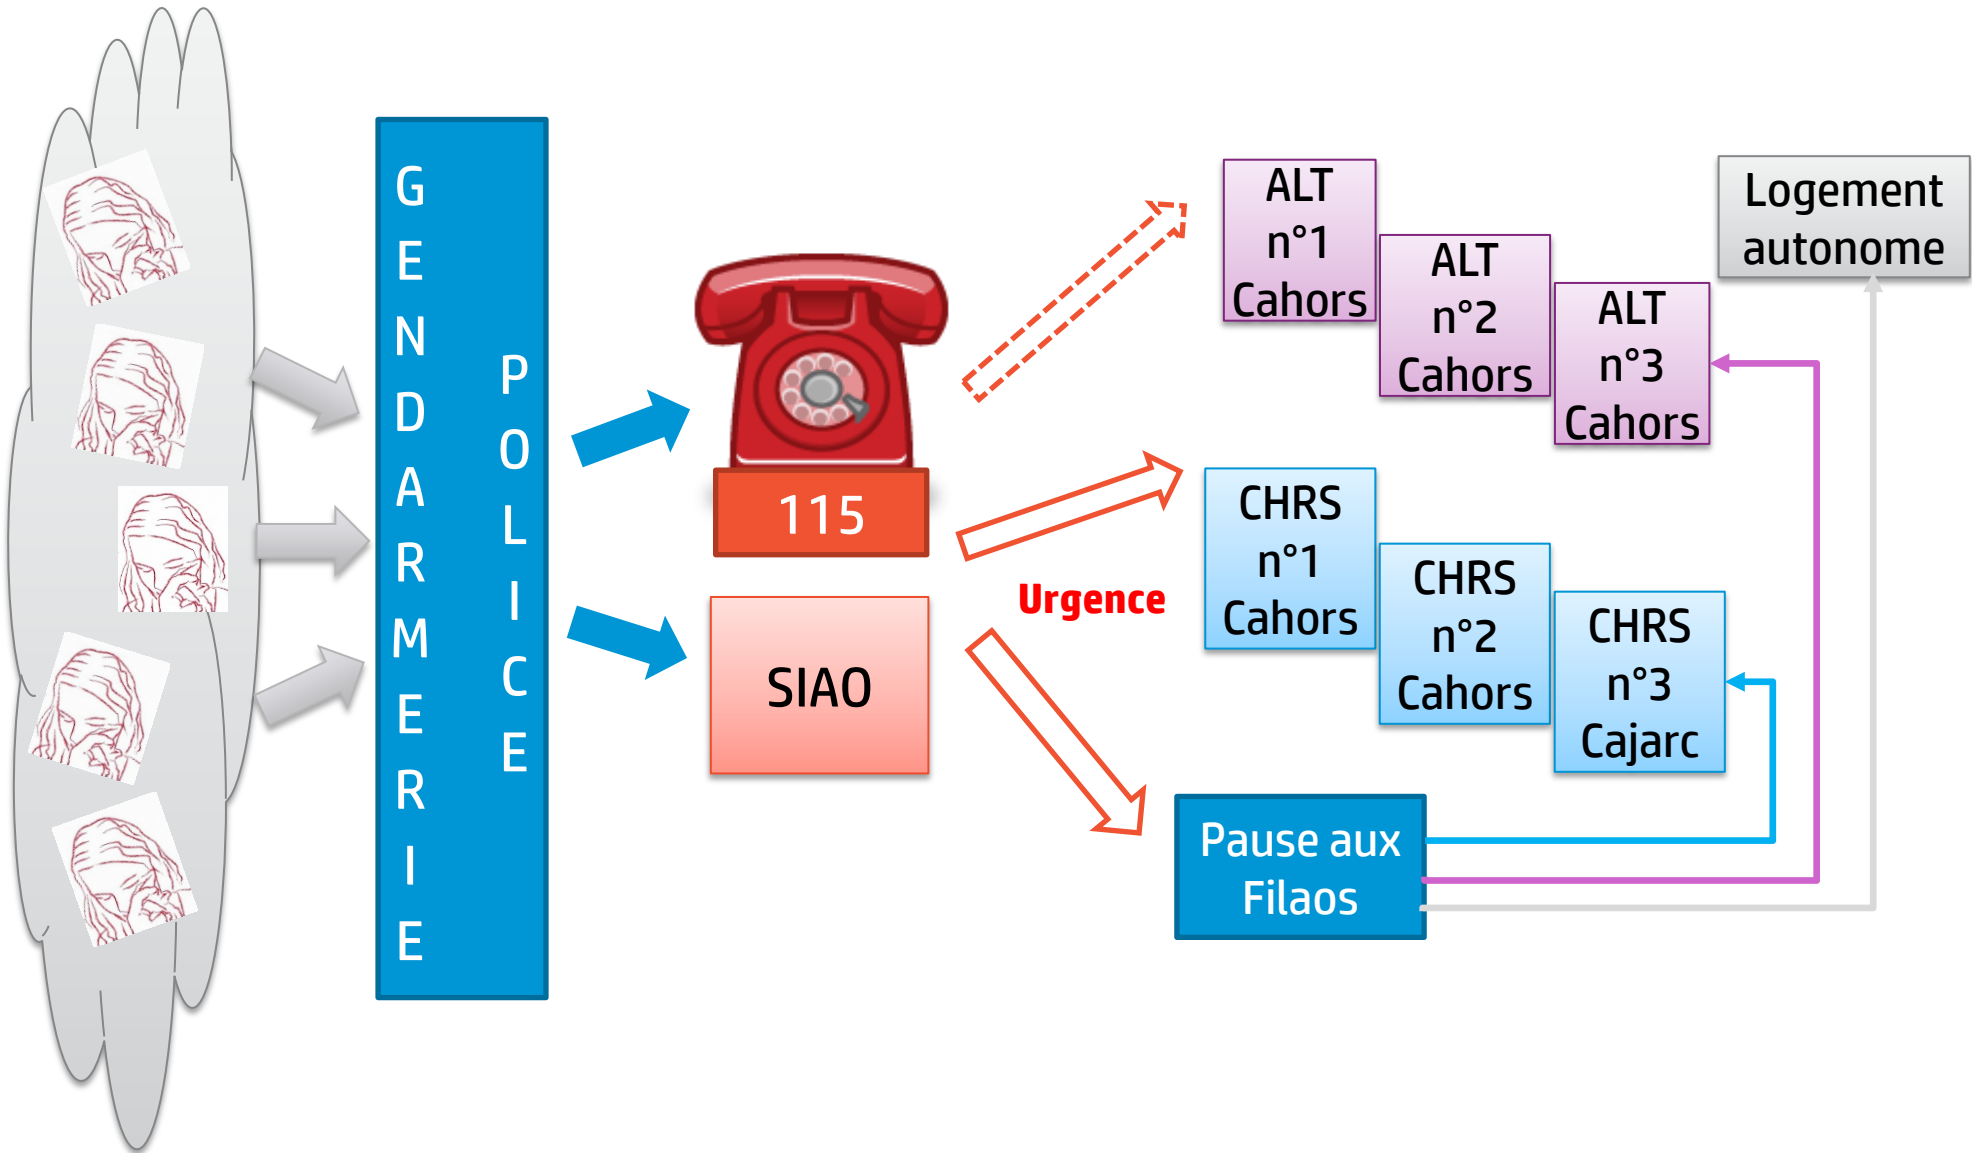 GENDARMERIE
POLICE
115
SIAO
Urgence
ALT
n°1
Cahors
ALT
n°2
Cahors
ALT
n°3
Cahors
Logement
autonome
CHRS
n°1
Cahors
CHRS
n°2
Cahors
CHRS
n°3
Cajarc
Pause aux
Filaos